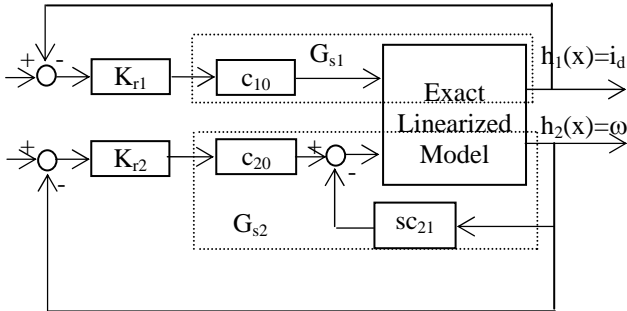 +
-
K_r1
c_10
G_s1
Exact
Linearized
Model
h_1(x)=i_d
+
-
K_r2
c_20
+
-
h_2(x)=ω
G_s2
sc_21